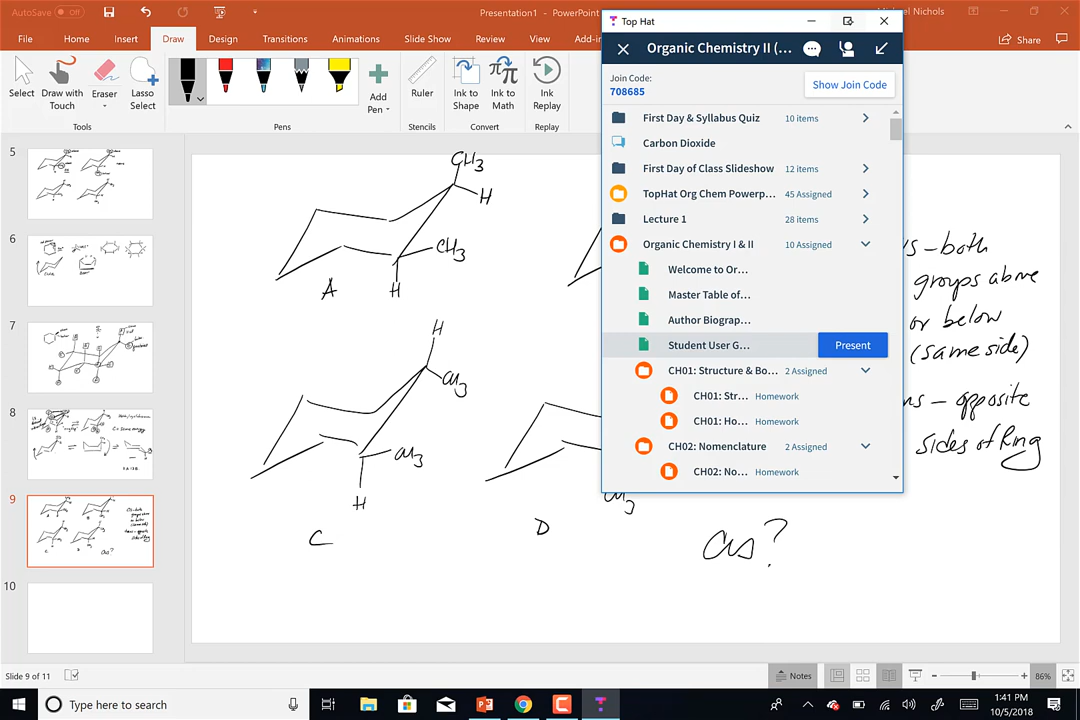 AutoSave Off
Presentation1 - PowerPoint
Michael Nichols
File Home Insert Draw Design Transitions Animations Slide Show Review View Add-in
Share
Select
Draw with Touch
Eraser
Lasso Select
Add Pen
Ruler
Ink to Shape
Ink to Math
Ink Replay
Tools
Pens
Stencils
Convert
Replay
Top Hat
Organic Chemistry II (...
Join Code:
708685
Show Join Code
First Day & Syllabus Quiz 10 items
Carbon Dioxide
First Day of Class Slideshow 12 items
TopHat Org Chem Powerp... 45 Assigned
Lecture 1 28 items
Organic Chemistry I & II 10 Assigned
Welcome to Or...
Master Table of...
Author Biograp...
Student User G... Present
CH01: Structure & Bo... 2 Assigned
CH01: Str... Homework
CH01: Ho... Homework
CH02: Nomenclature 2 Assigned
CH02: No... Homework
5
6
7
8
9
10
CH3
H
CH3
H
A
H
CH3
CH3
H
C
D
CH3
cis?
s - both
groups above
or below
(same side)
ns - opposite
sides of Ring
Slide 9 of 11
Notes
86%
Type here to search
1:41 PM
10/5/2018